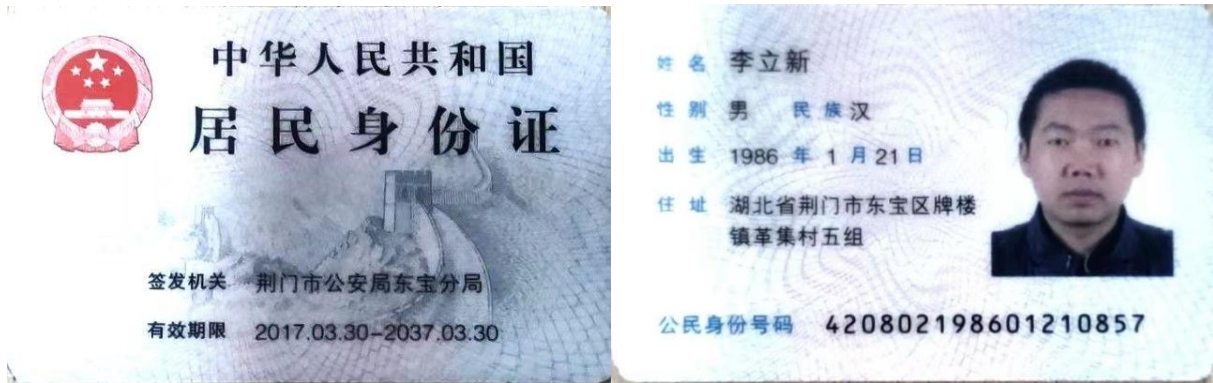 中华人民共和国
居民身份证
签发机关 荆门市公安局东宝分局
有效期限 2017.03.30-2037.03.30
姓名 李立新
性别 男 民族 汉
出生 1986 年 1 月 21 日
住址 湖北省荆门市东宝区牌楼
镇革集村五组
公民身份号码 420802198601210857